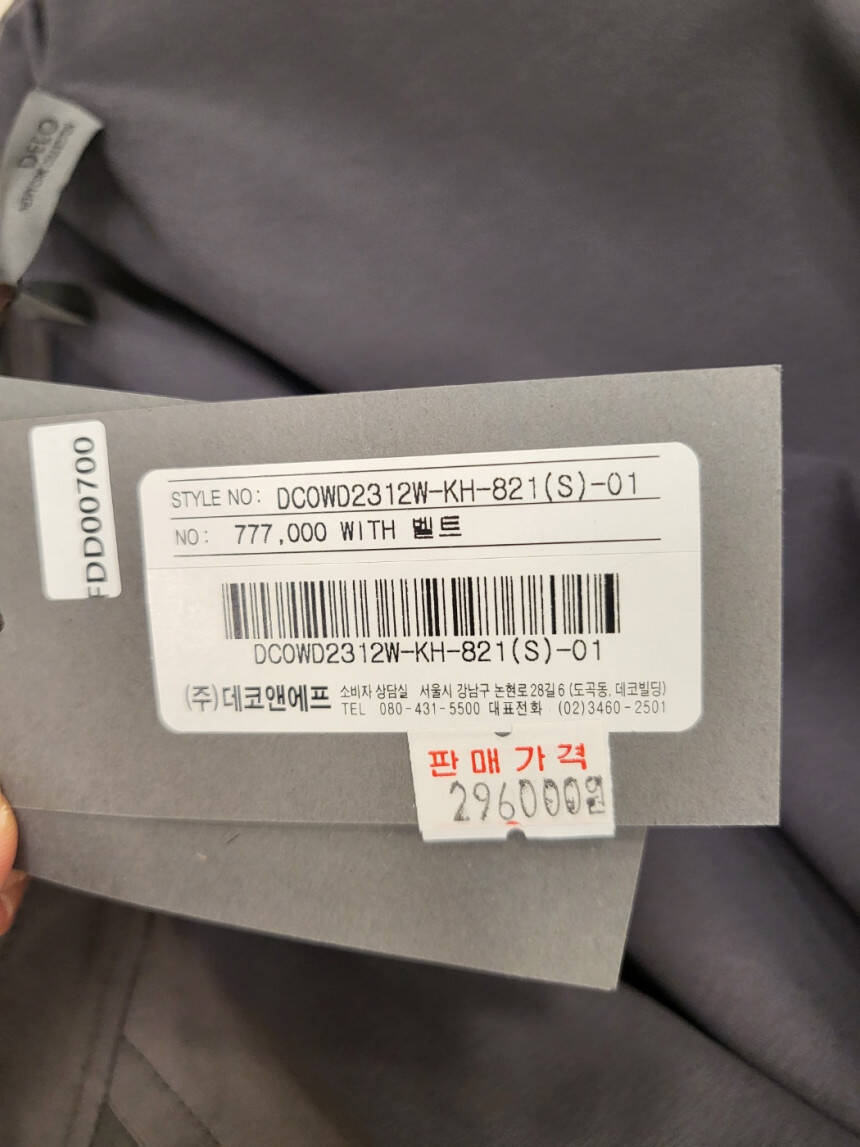 DECO
FDD00700
STYLE NO: DCOWD2312W-KH-821(S)-01
NO: 777,000 WITH 벨트
DCOWD2312W-KH-821(S)-01
(주)데코앤에프 소비자 상담실 서울시 강남구 논현로28길6 (도곡동, 데코빌딩)
TEL 080-431-5500 대표전화 (02)3460-2501
판매가격
296000원